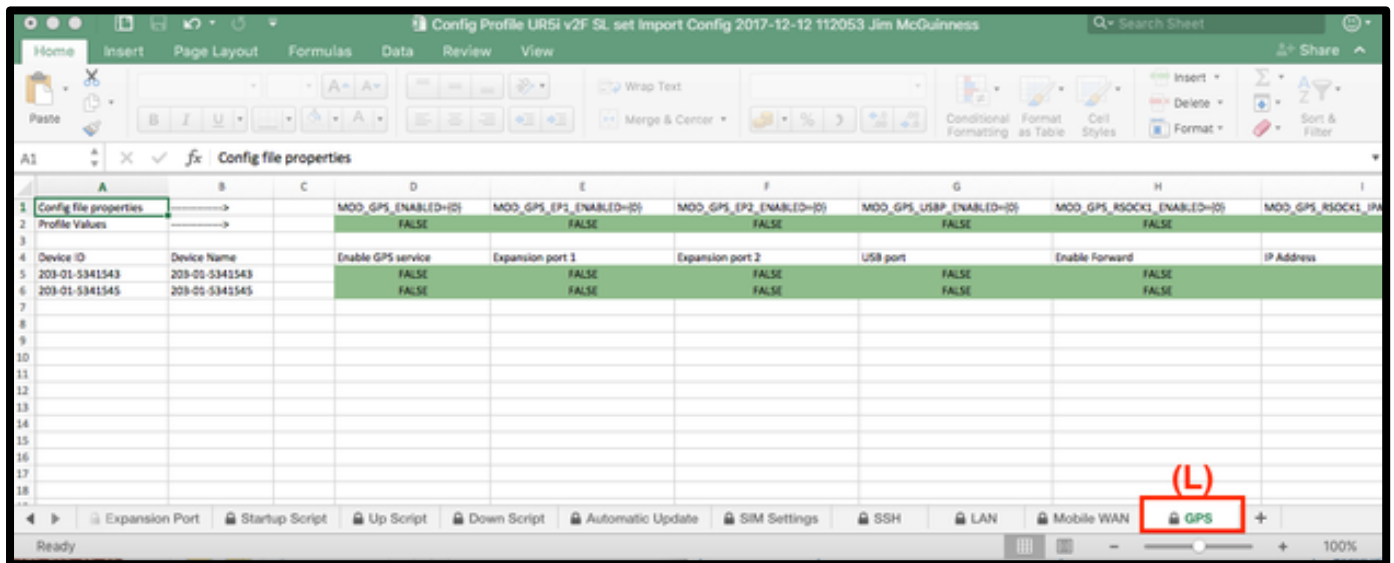 Config Profile UR5i v2F SL set Import Config 2017-12-12 112053 Jim McGuinness
Search Sheet
Home Insert Page Layout Formulas Data Review View Share
Paste
B I U
A A
A
Wrap Text
Merge & Center
%
Conditional Formatting
Format as Table
Cell Styles
Insert
Delete
Format
Sort & Filter
A1 fx Config file properties
A B C D E F G H I
1 Config file properties -------------> MOD_GPS_ENABLED={0} MOD_GPS_EP1_ENABLED={0} MOD_GPS_EP2_ENABLED={0} MOD_GPS_USBP_ENABLED={0} MOD_GPS_RSOCK1_ENABLED={0} MOD_GPS_RSOCK1_IPA
2 Profile Values -------------> FALSE FALSE FALSE FALSE FALSE
3
4 Device ID Device Name Enable GPS service Expansion port 1 Expansion port 2 USB port Enable Forward IP Address
5 203-01-5341543 203-01-5341543 FALSE FALSE FALSE FALSE FALSE
6 203-01-5341545 203-01-5341545 FALSE FALSE FALSE FALSE FALSE
7
8
9
10
11
12
13
14
15
16
17
18
(L)
Expansion Port Startup Script Up Script Down Script Automatic Update SIM Settings SSH LAN Mobile WAN GPS +
Ready - + 100%